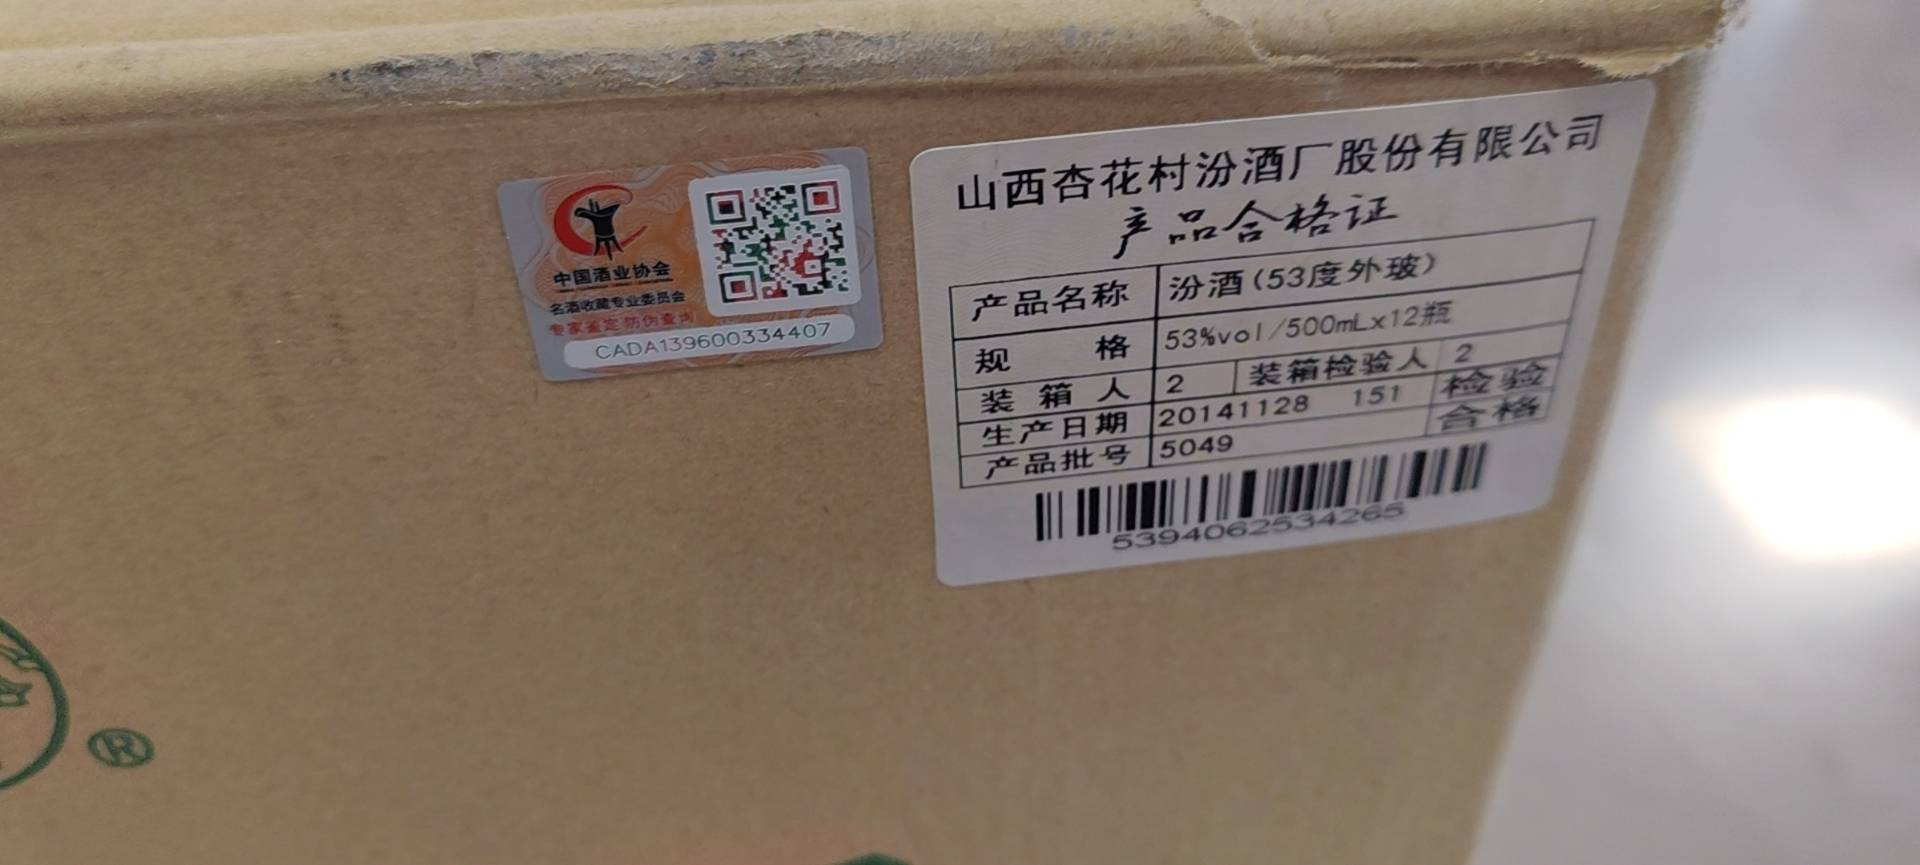 中国酒业协会
名酒收藏专业委员会
专家鉴定 防伪查询
CADA139600334407
山西杏花村汾酒厂股份有限公司
产品合格证
产品名称 汾酒(53度外玻)
规格 53%vol/500mLx12瓶
装箱人 2 装箱检验人 2
生产日期 20141128 151 检验
产品批号 5049 合格
5394062534265
®